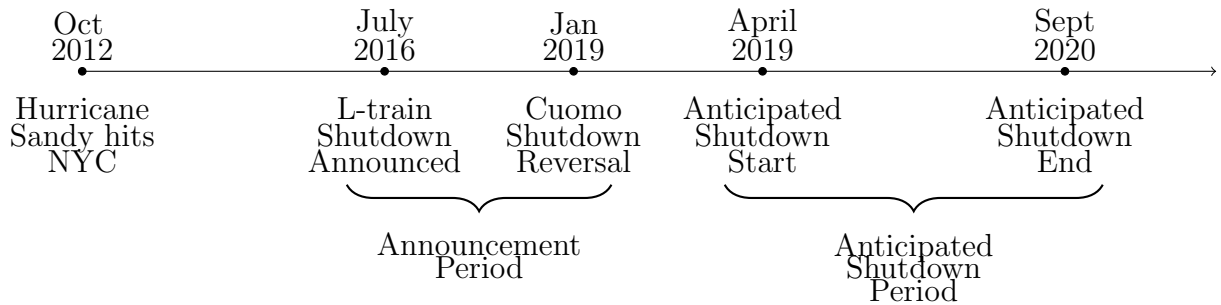 Oct
2012
July
2016
Jan
2019
April
2019
Sept
2020
Hurricane
Sandy hits
NYC
L-train
Shutdown
Announced
Cuomo
Shutdown
Reversal
Anticipated
Shutdown
Start
Anticipated
Shutdown
End
Announcement
Period
Anticipated
Shutdown
Period